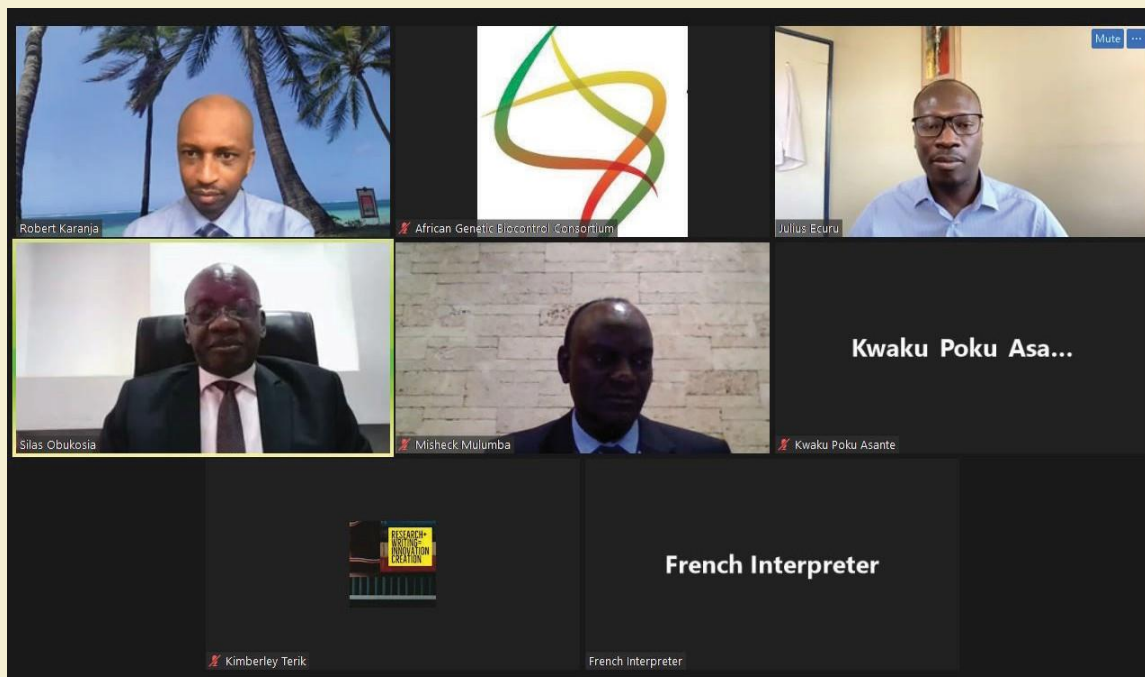 Mute ...
Robert Karanja
African Genetic Biocontrol Consortium
Julius Ecuru
Silas Obukosia
Misheck Mulumba
Kwaku Poku Asa...
Kwaku Poku Asante
RESEARCH+
WRITING=
INNOVATION
CREATION
Kimberley Terik
French Interpreter
French Interpreter